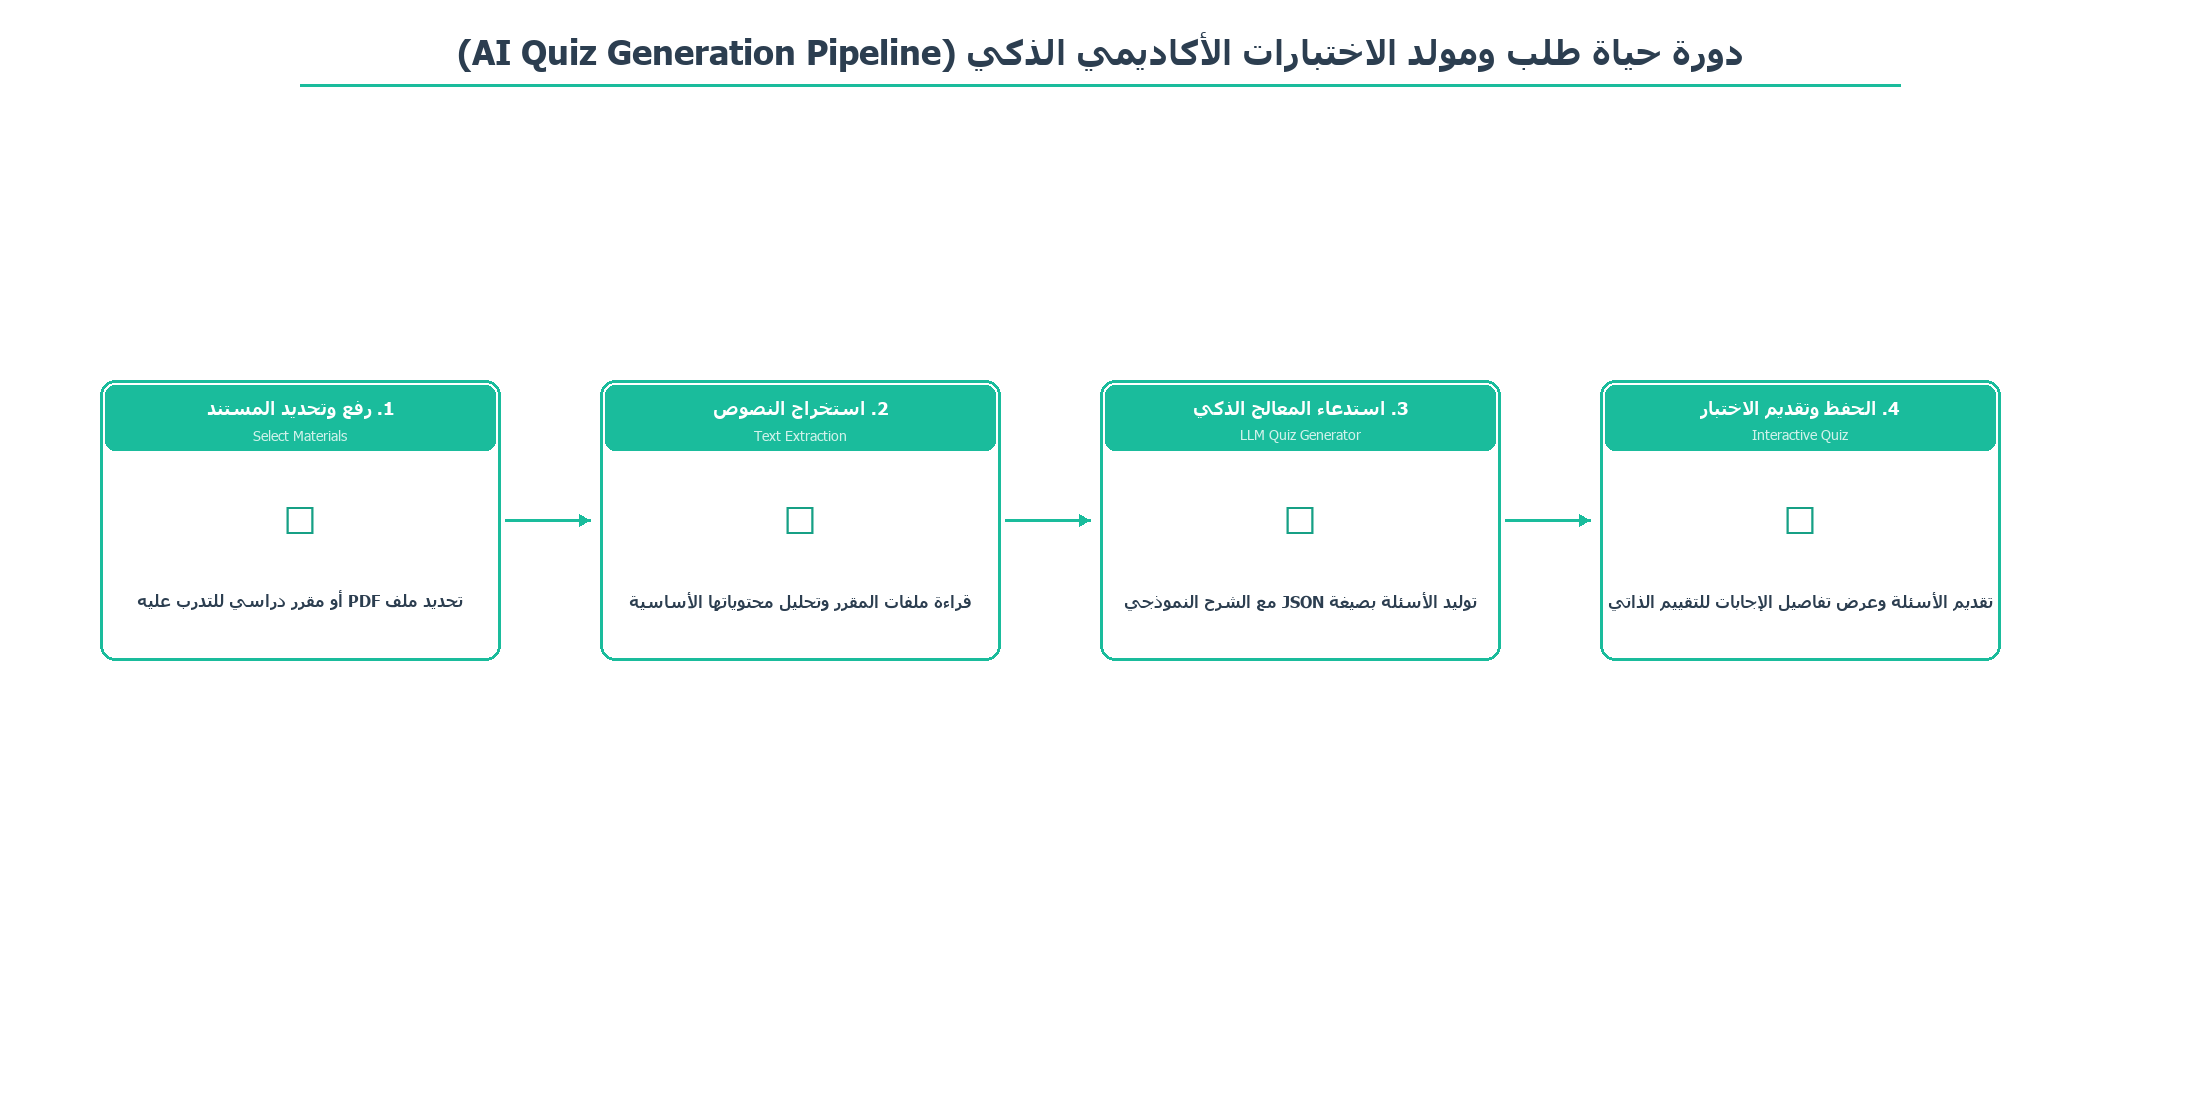 دورة حياة طلب ومولد الاختبارات الأكاديمي الذكي (AI Quiz Generation Pipeline)
1. رفع وتحديد المستند
Select Materials
تحديد ملف PDF أو مقرر دراسي للتدرب عليه
2. استخراج النصوص
Text Extraction
قراءة ملفات المقرر وتحليل محتوياتها الأساسية
3. استدعاء المعالج الذكي
LLM Quiz Generator
توليد الأسئلة بصيغة JSON مع الشرح النموذجي
4. الحفظ وتقديم الاختبار
Interactive Quiz
تقديم الأسئلة وعرض تفاصيل الإجابات للتقييم الذاتي